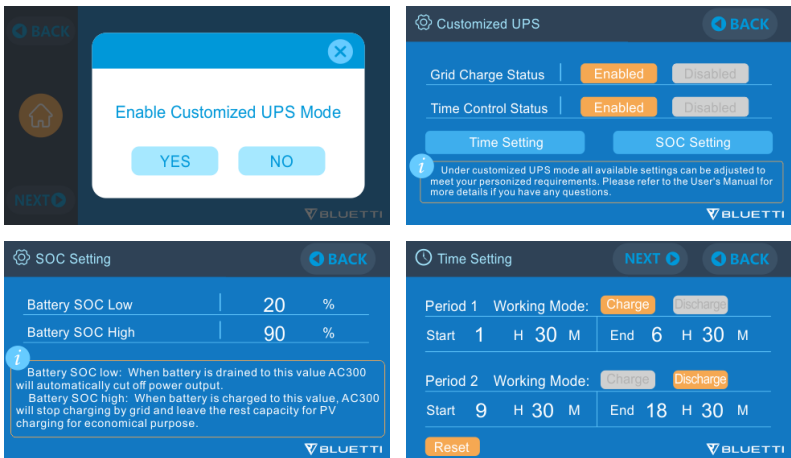 BACK
Enable Customized UPS Mode
YES NO
NEXT
BLUETTI
Customized UPS BACK
Grid Charge Status Enabled Disabled
Time Control Status Enabled Disabled
Time Setting SOC Setting
i Under customized UPS mode all available settings can be adjusted to
meet your personized requirements. Please refer to the User's Manual for
more details if you have any questions.
BLUETTI
SOC Setting BACK
Battery SOC Low 20 %
Battery SOC High 90 %
i Battery SOC low: When battery is drained to this value AC300
will automatically cut off power output.
Battery SOC high: When battery is charged to this value, AC300
will stop charging by grid and leave the rest capacity for PV
charging for economical purpose.
BLUETTI
Time Setting NEXT BACK
Period 1 Working Mode: Charge Discharge
Start 1 H 30 M End 6 H 30 M
Period 2 Working Mode: Charge Discharge
Start 9 H 30 M End 18 H 30 M
Reset
BLUETTI